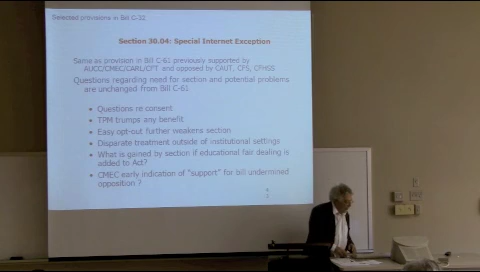 Selected provisions in Bill C-32
Section 30.04: Special Internet Exception
Same as provision in Bill C-61 previously supported by
AUCC/CMEC/CARL/CFT and opposed by CAUT, CFS, CFHSS
Questions regarding need for section and potential problems
are unchanged from Bill C-61
• Questions re consent
• TPM trumps any benefit
• Easy opt-out further weakens section
• Disparate treatment outside of institutional settings
• What is gained by section if educational fair dealing is
added to Act?
• CMEC early indication of "support" for bill undermined
opposition ?